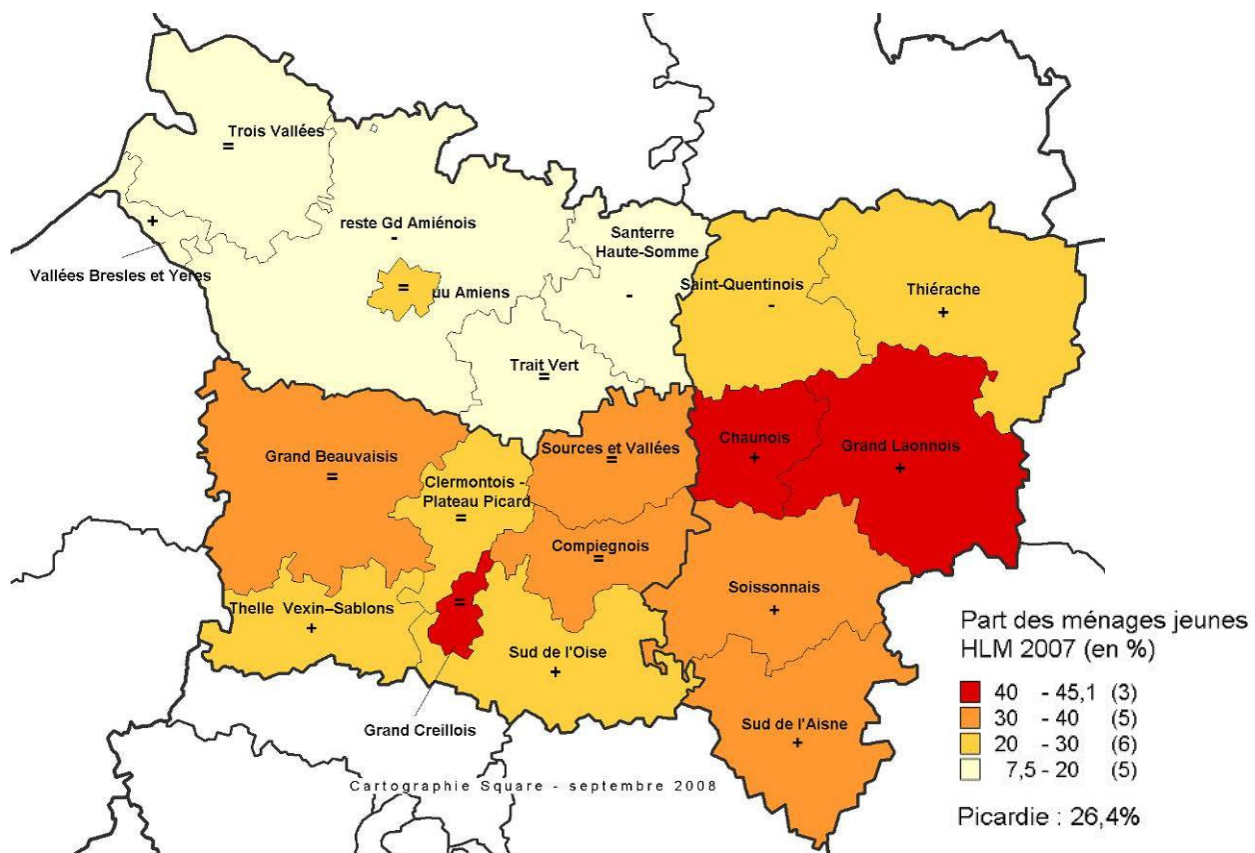 Trois Vallées
=
+
reste Gd Amiénois
-
Santerre
Haute-Somme
-
Vallées Bresles et Yeres
= uu Amiens
Saint-Quentinois
-
Thiérache
+
Trait Vert
=
Chaunois
+
Grand Laonnois
+
Grand Beauvaisis
=
Sources et Vallées
=
Clermontois -
Plateau Picard
=
Compiegnois
=
Soissonnais
+
Thelle Vexin–Sablons
+
=
Sud de l'Oise
+
Grand Creillois
Sud de l'Aisne
+
Cartographie Square - septembre 2008
Part des ménages jeunes
HLM 2007 (en %)
40 - 45,1 (3)
30 - 40 (5)
20 - 30 (6)
7,5 - 20 (5)
Picardie : 26,4%